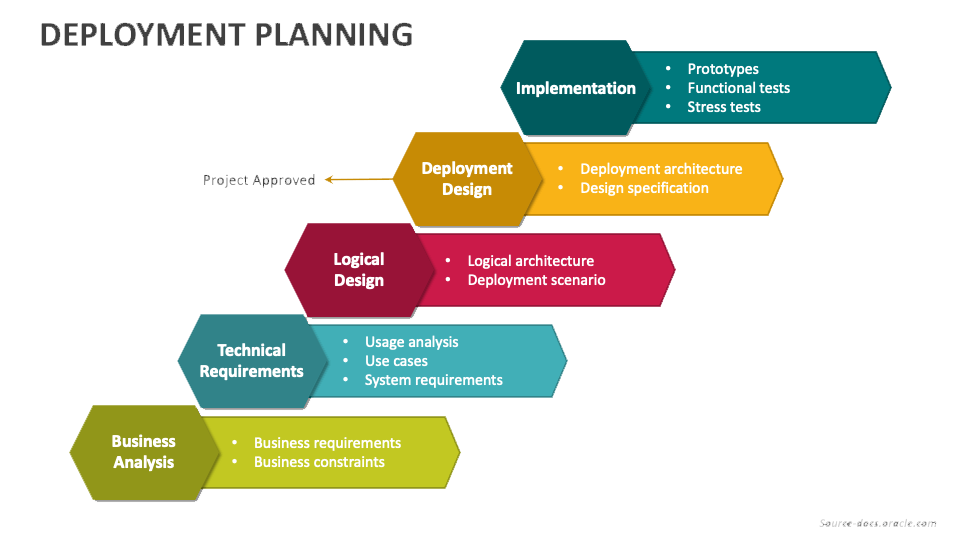 DEPLOYMENT PLANNING
Implementation
• Prototypes
• Functional tests
• Stress tests
Project Approved
Deployment
Design
• Deployment architecture
• Design specification
Logical
Design
• Logical architecture
• Deployment scenario
Technical
Requirements
• Usage analysis
• Use cases
• System requirements
Business
Analysis
• Business requirements
• Business constraints
Source-docs.oracle.com